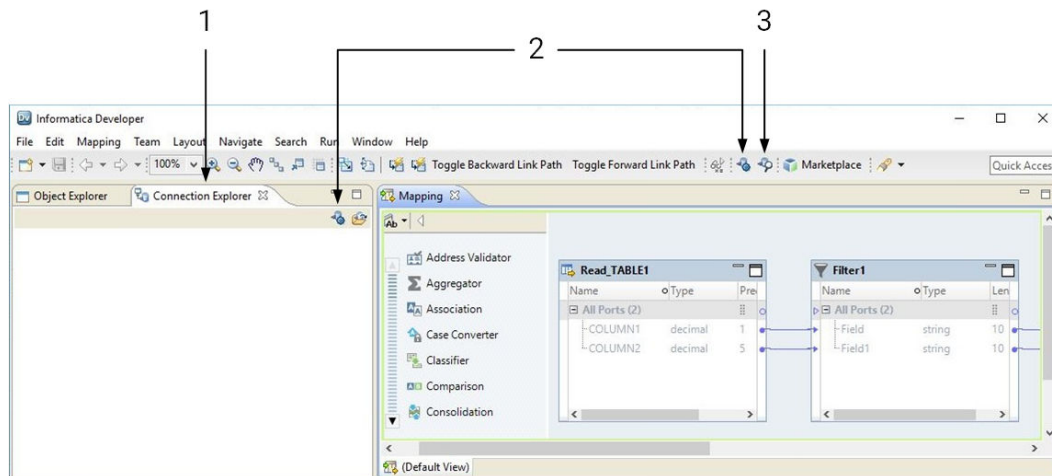 1
2
3
Informatica Developer
File Edit Mapping Team Layout Navigate Search Run Window Help
100% Toggle Backward Link Path Toggle Forward Link Path Marketplace Quick Acces
Object Explorer Connection Explorer Mapping
Ab
Address Validator
Aggregator
Association
Case Converter
Classifier
Comparison
Consolidation
Read_TABLE1
Name Type Pre
All Ports (2)
COLUMN1 decimal 1
COLUMN2 decimal 5
Filter1
Name Type Len
All Ports (2)
Field string 10
Field1 string 10
(Default View)